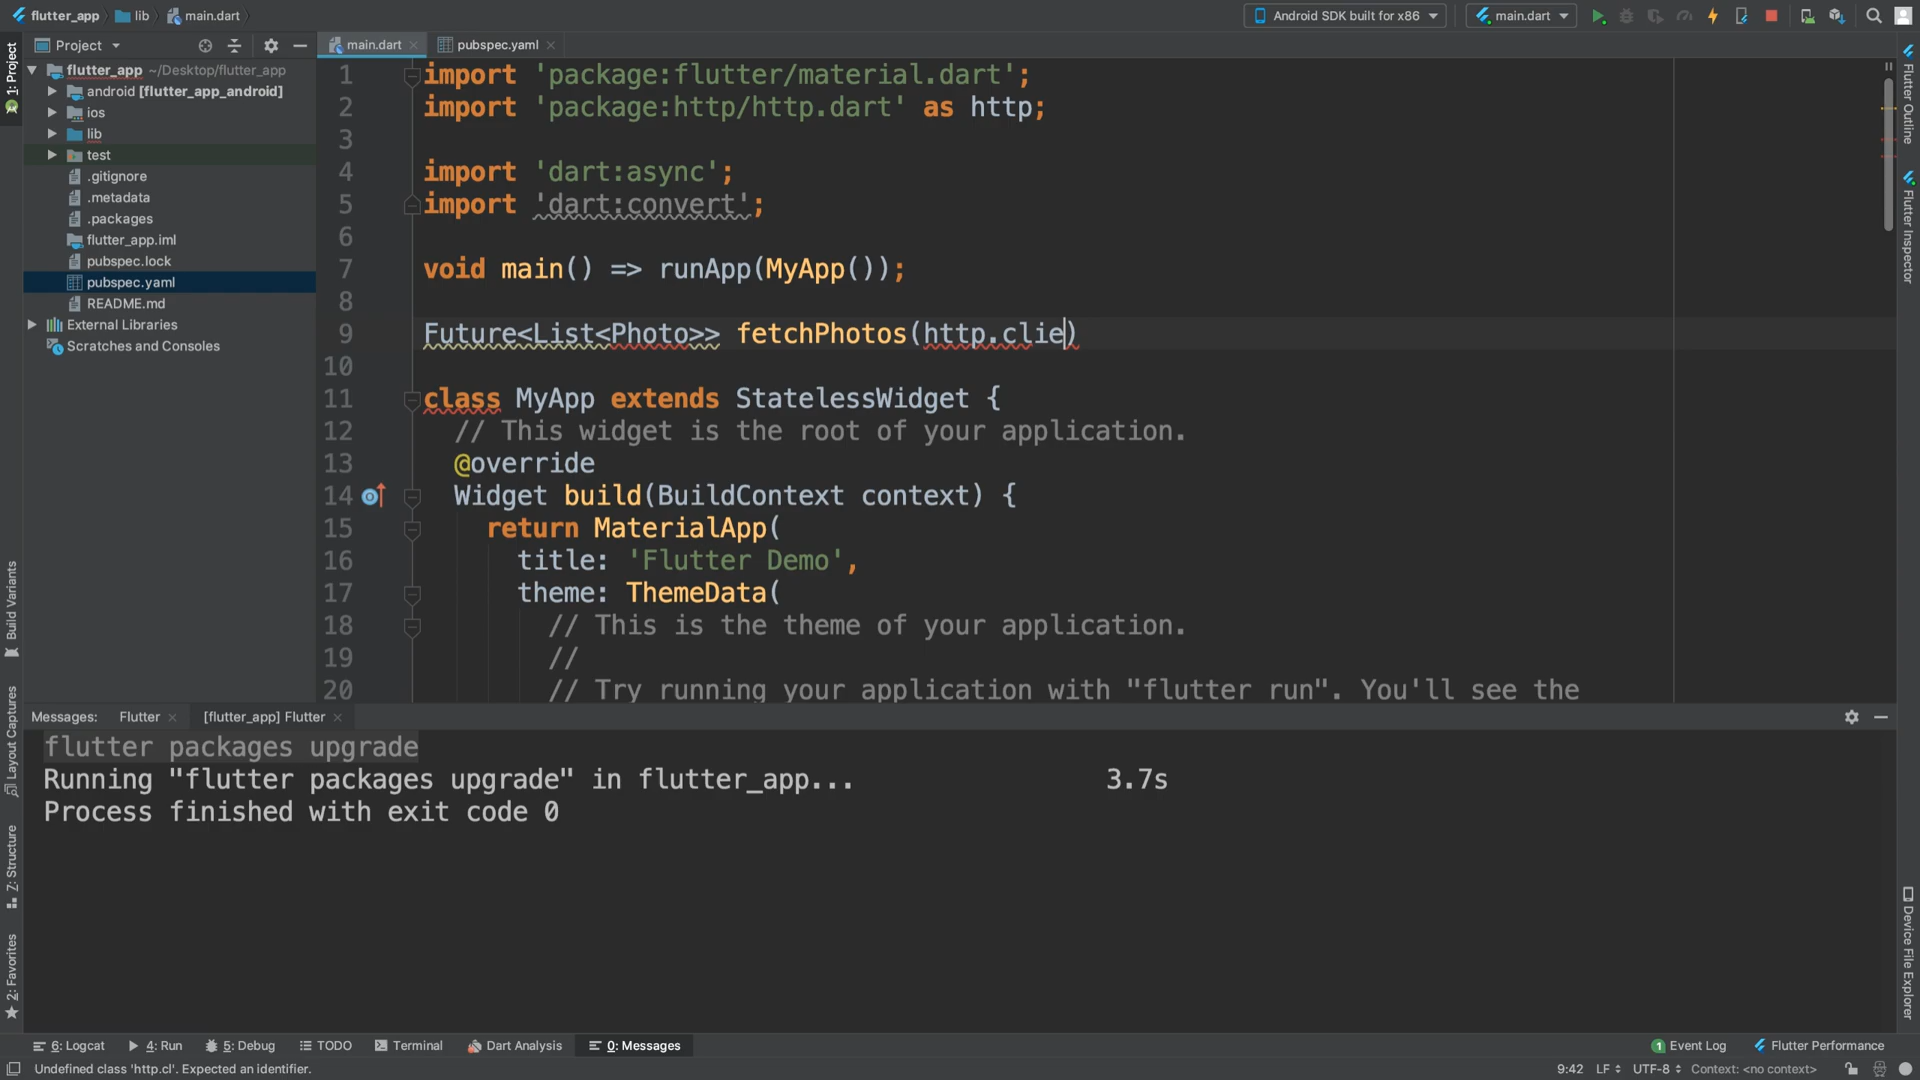 flutter_app lib main.dart Android SDK built for x86 main.dart
Project main.dart pubspec.yaml
flutter_app ~/Desktop/flutter_app
android [flutter_app_android]
ios
lib
test
.gitignore
.metadata
.packages
flutter_app.iml
pubspec.lock
pubspec.yaml
README.md
External Libraries
Scratches and Consoles
1: Project
Build Variants
Layout Captures
Z: Structure
2: Favorites
1 import 'package:flutter/material.dart';
2 import 'package:http/http.dart' as http;
3
4 import 'dart:async';
5 import 'dart:convert';
6
7 void main() => runApp(MyApp());
8
9 Future<List<Photo>> fetchPhotos(http.clie)
10
11 class MyApp extends StatelessWidget {
12 // This widget is the root of your application.
13 @override
14 Widget build(BuildContext context) {
15 return MaterialApp(
16 title: 'Flutter Demo',
17 theme: ThemeData(
18 // This is the theme of your application.
19 //
20 // Try running your application with "flutter run". You'll see the
Flutter Outline
Flutter Inspector
Device File Explorer
Messages: Flutter [flutter_app] Flutter
flutter packages upgrade
Running "flutter packages upgrade" in flutter_app... 3.7s
Process finished with exit code 0
6: Logcat 4: Run 5: Debug TODO Terminal Dart Analysis 0: Messages 1 Event Log Flutter Performance
Undefined class 'http.cl'. Expected an identifier. 9:42 LF UTF-8 Context: <no context>